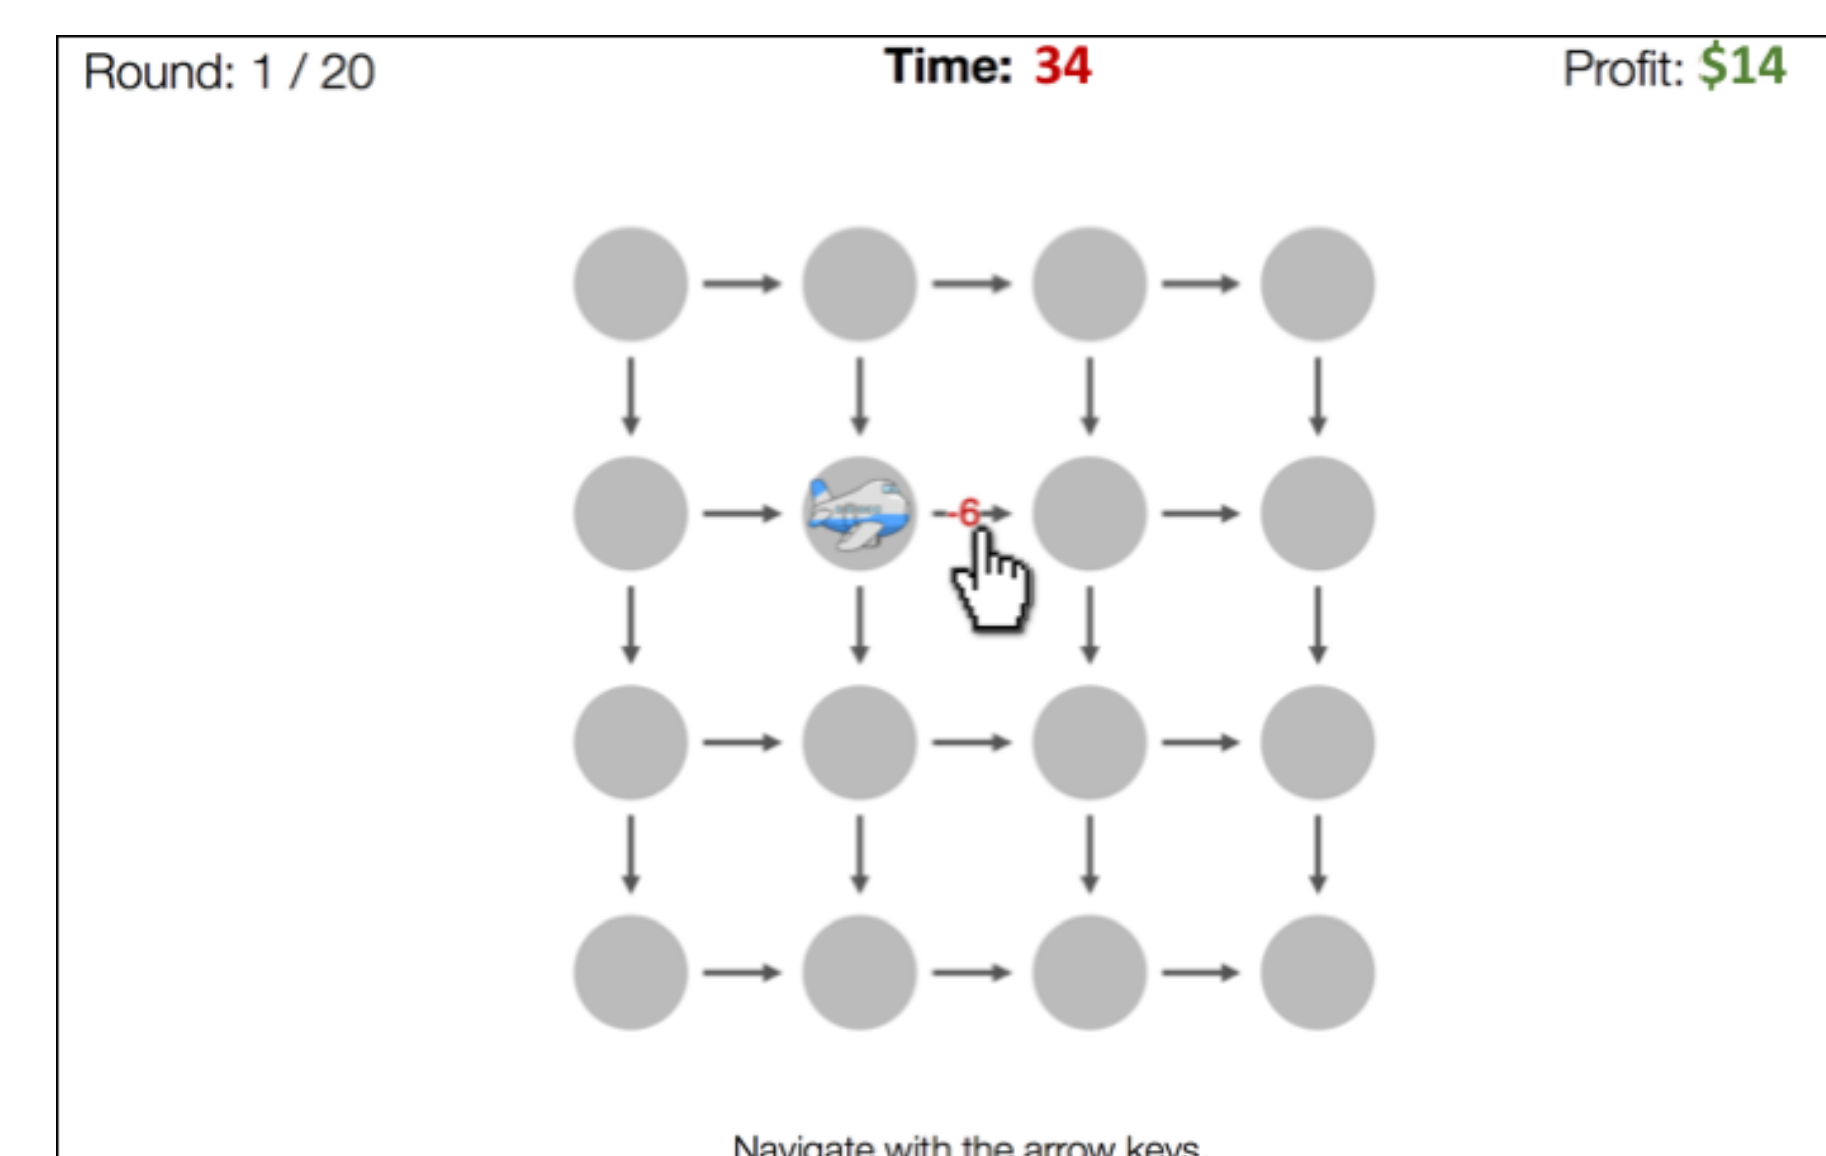 Round: 1 / 20
Time: 34
Profit: $14
-6
Navigate with the arrow keys.